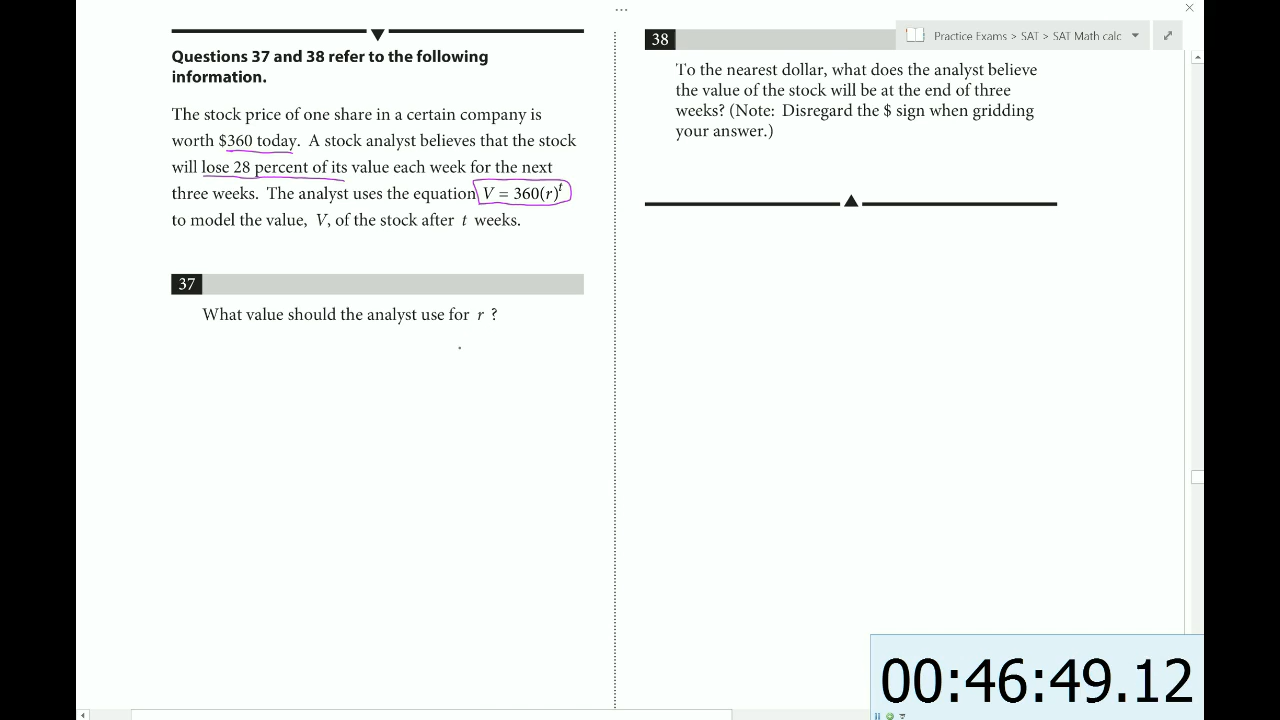 Questions 37 and 38 refer to the following
information.
The stock price of one share in a certain company is
worth $360 today. A stock analyst believes that the stock
will lose 28 percent of its value each week for the next
three weeks. The analyst uses the equation V = 360(r)^t
to model the value, V, of the stock after t weeks.
37
What value should the analyst use for r ?
38
Practice Exams > SAT > SAT Math calc
To the nearest dollar, what does the analyst believe
the value of the stock will be at the end of three
weeks? (Note: Disregard the $ sign when gridding
your answer.)
00:46:49.12